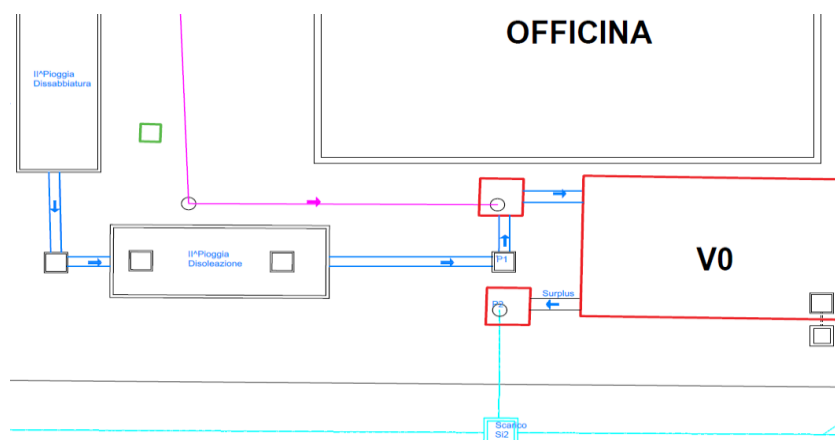 OFFICINA
II^Pioggia
Dissabbiatura
II^Pioggia
Disoleazione
P1
V0
Surplus
P2
Scarico
Si2